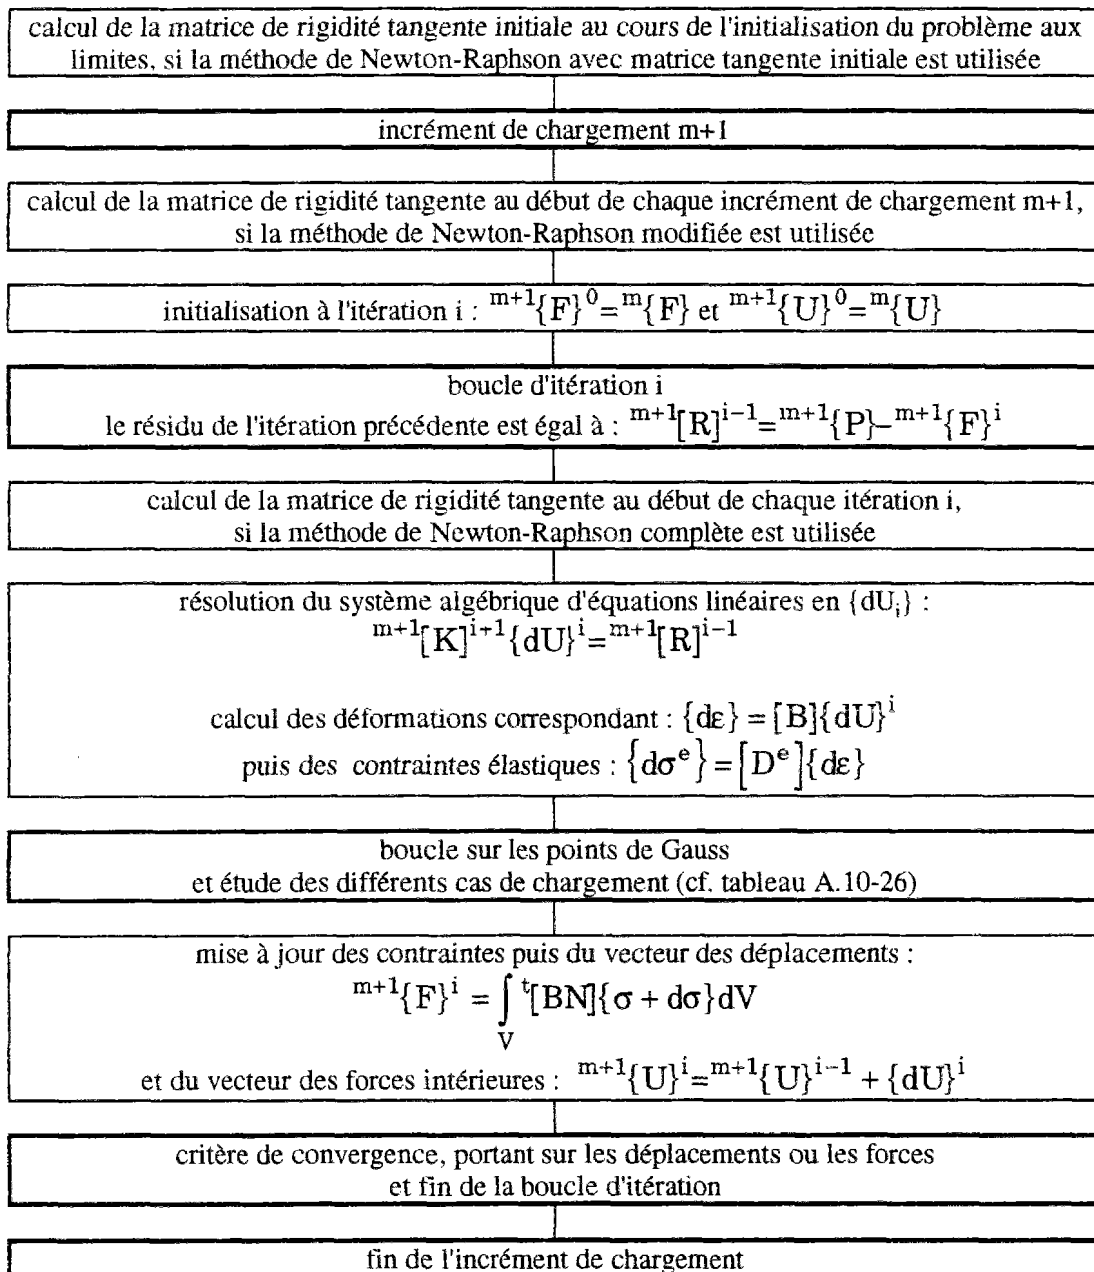 calcul de la matrice de rigidité tangente initiale au cours de l'initialisation du problème aux
limites, si la méthode de Newton-Raphson avec matrice tangente initiale est utilisée
incrément de chargement m+1
calcul de la matrice de rigidité tangente au début de chaque incrément de chargement m+1,
si la méthode de Newton-Raphson modifiée est utilisée
initialisation à l'itération i : ^{m+1}{F}^0=^m{F} et ^{m+1}{U}^0=^m{U}
boucle d'itération i
le résidu de l'itération précédente est égal à : ^{m+1}[R]^{i-1}=^{m+1}{P}-^{m+1}{F}^i
calcul de la matrice de rigidité tangente au début de chaque itération i,
si la méthode de Newton-Raphson complète est utilisée
résolution du système algébrique d'équations linéaires en {dU_i} :
^{m+1}[K]^{i+1}{dU}^i=^{m+1}[R]^{i-1}
calcul des déformations correspondant : {dε} = [B]{dU}^i
puis des contraintes élastiques : {dσ^e} = [D^e]{dε}
boucle sur les points de Gauss
et étude des différents cas de chargement (cf. tableau A.10-26)
mise à jour des contraintes puis du vecteur des déplacements :
^{m+1}{F}^i = ∫_V ^t[BN]{σ + dσ}dV
et du vecteur des forces intérieures : ^{m+1}{U}^i=^{m+1}{U}^{i-1} + {dU}^i
critère de convergence, portant sur les déplacements ou les forces
et fin de la boucle d'itération
fin de l'incrément de chargement